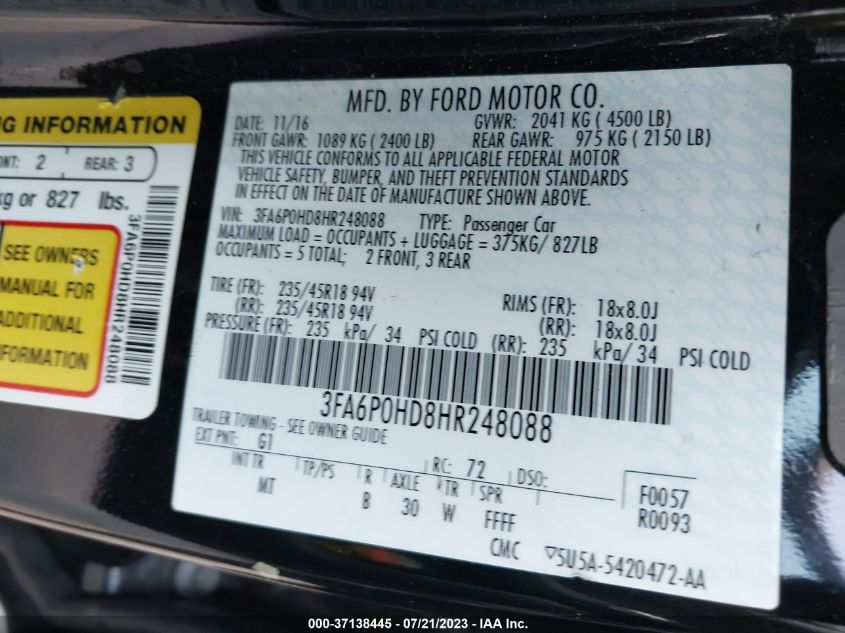 NG INFORMATION
NT: 2 REAR: 3
kg or 827 lbs.
SEE OWNERS
MANUAL FOR
ADDITIONAL
FORMATION
3FA6P0HD8HR248088
MFD. BY FORD MOTOR CO.
DATE: 11/16 GVWR: 2041 KG ( 4500 LB)
FRONT GAWR: 1089 KG ( 2400 LB) REAR GAWR: 975 KG ( 2150 LB)
THIS VEHICLE CONFORMS TO ALL APPLICABLE FEDERAL MOTOR
VEHICLE SAFETY, BUMPER, AND THEFT PREVENTION STANDARDS
IN EFFECT ON THE DATE OF MANUFACTURE SHOWN ABOVE.
VIN: 3FA6P0HD8HR248088 TYPE: Passenger Car
MAXIMUM LOAD = OCCUPANTS + LUGGAGE = 375KG/ 827LB
OCCUPANTS = 5 TOTAL; 2 FRONT, 3 REAR
TIRE (FR): 235/45R18 94V RIMS (FR): 18x8.0J
(RR): 235/45R18 94V (RR): 18x8.0J
PRESSURE (FR): 235 kPa/ 34 PSI COLD (RR): 235 kPa/ 34 PSI COLD
3FA6P0HD8HR248088
TRAILER TOWING - SEE OWNER GUIDE
EXT PNT: G1 RC: 72 DSO:
INT TR TP/PS R AXLE TR SPR
MT B 30 W FFFF
F0057
R0093
CMC ▽5U5A-5420472-AA
000-37138445 - 07/21/2023 - IAA Inc.